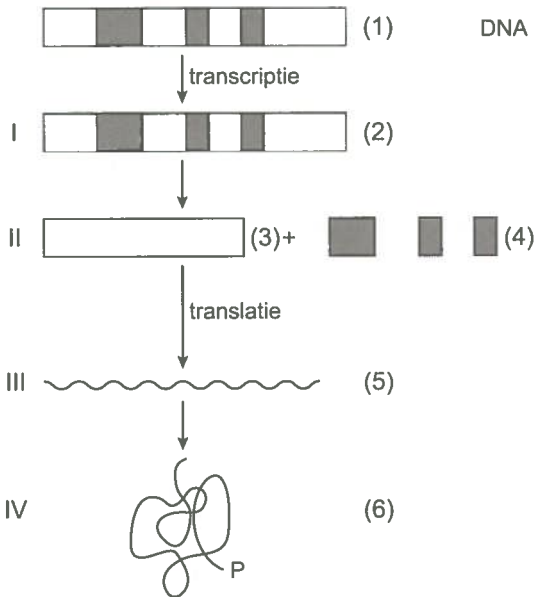 (1) DNA
transcriptie
I (2)
II (3) + (4)
translatie
III (5)
IV (6)
P